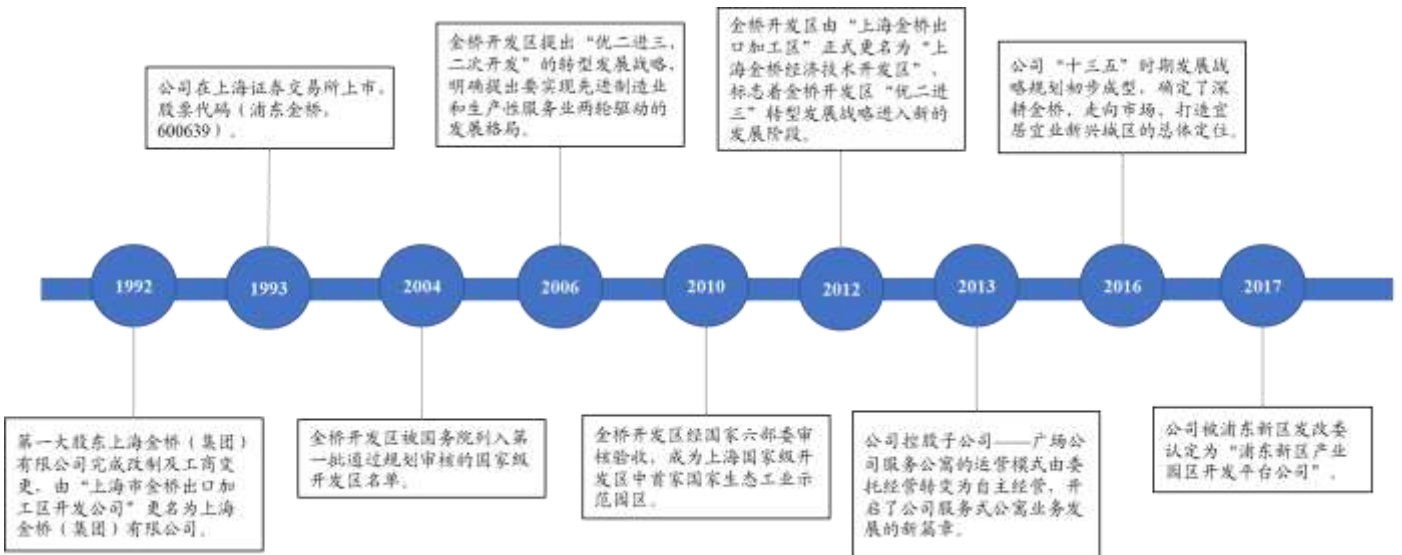 公司在上海证券交易所上市，
股票代码（浦东金桥，
600639）。
金桥开发区提出“优二进三，
二次开发”的转型发展战略，
明确提出要实现先进制造业
和生产性服务业两轮驱动的
发展格局。
金桥开发区由“上海金桥出
口加工区”正式更名为“上
海金桥经济技术开发区”，
标志着金桥开发区“优二进
三”转型发展战略进入新的
发展阶段。
公司“十三五”时期发展战
略规划初步成型，确定了深
耕金桥，走向市场，打造宜
居宜业新兴城区的总体定位。
1992
1993
2004
2006
2010
2012
2013
2016
2017
第一大股东上海金桥（集团）
有限公司完成改制及工商变
更，由“上海市金桥出口加
工区开发公司”更名为上海
金桥（集团）有限公司。
金桥开发区被国务院列入第
一批通过规划审核的国家级
开发区名单。
金桥开发区经国家六部委审
核验收，成为上海国家级开
发区中首家国家生态工业示
范园区。
公司控股子公司——广场公
司服务公寓的运营模式由委
托经营转变为自主经营，开
启了公司服务式公寓业务发
展的新篇章。
公司被浦东新区发改委
认定为“浦东新区产业
园区开发平台公司”。